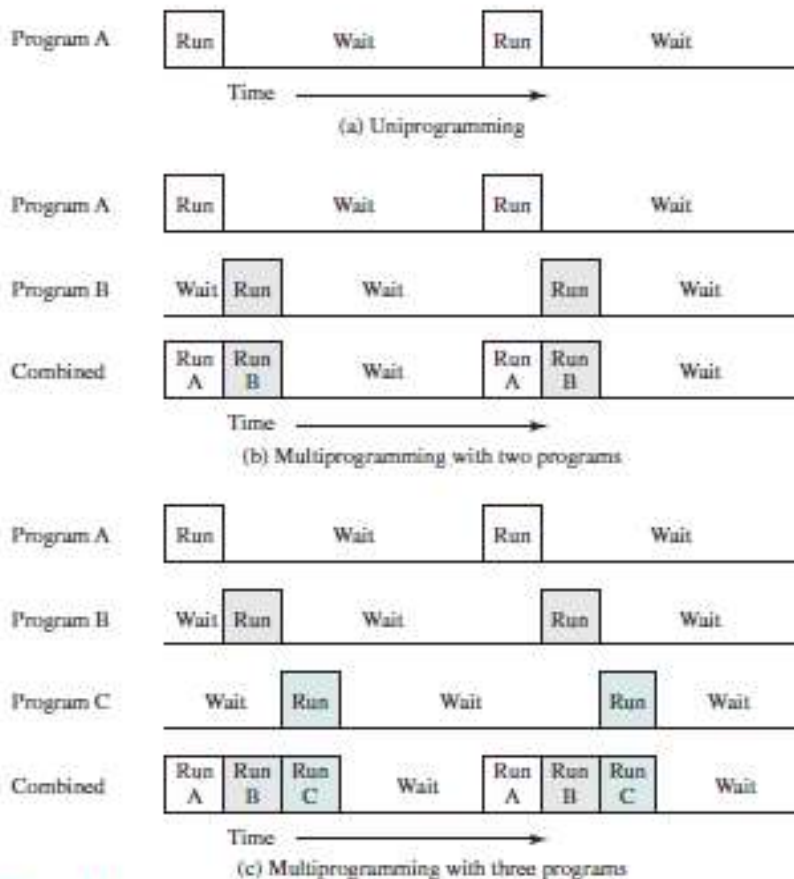 Program A Run Wait Run Wait
Time
(a) Uniprogramming
Program A Run Wait Run Wait
Program B Wait Run Wait Run Wait
Combined Run A Run B Wait Run A Run B Wait
Time
(b) Multiprogramming with two programs
Program A Run Wait Run Wait
Program B Wait Run Wait Run Wait
Program C Wait Run Wait Run Wait
Combined Run A Run B Run C Wait Run A Run B Run C Wait
Time
(c) Multiprogramming with three programs